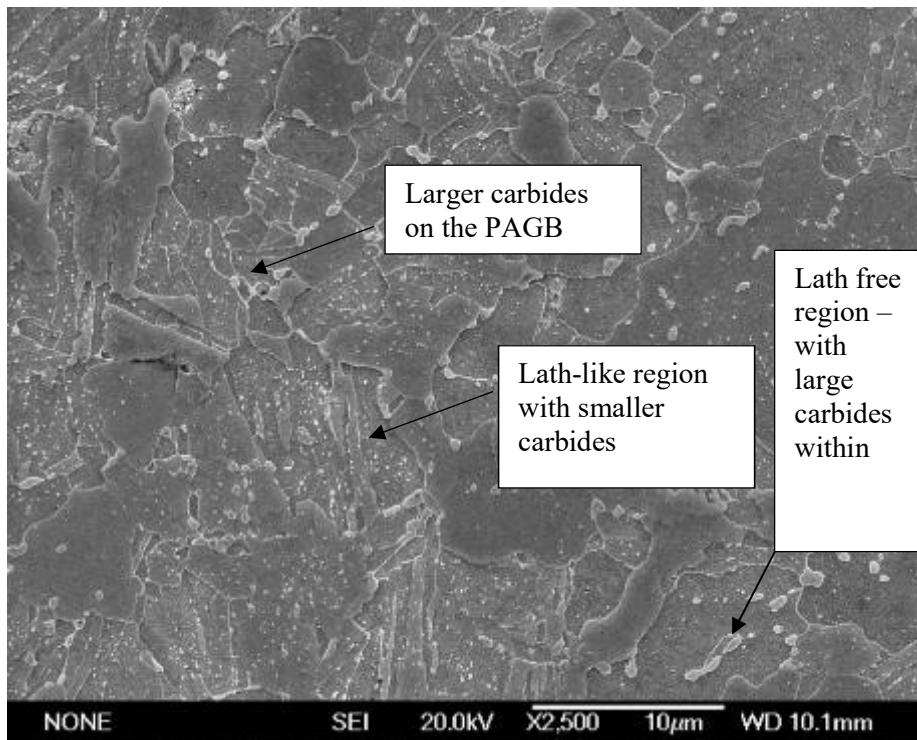 Larger carbides
on the PAGB
Lath free
region –
with
large
carbides
within
Lath-like region
with smaller
carbides
NONE SEI 20.0kV X2,500 10µm WD 10.1mm